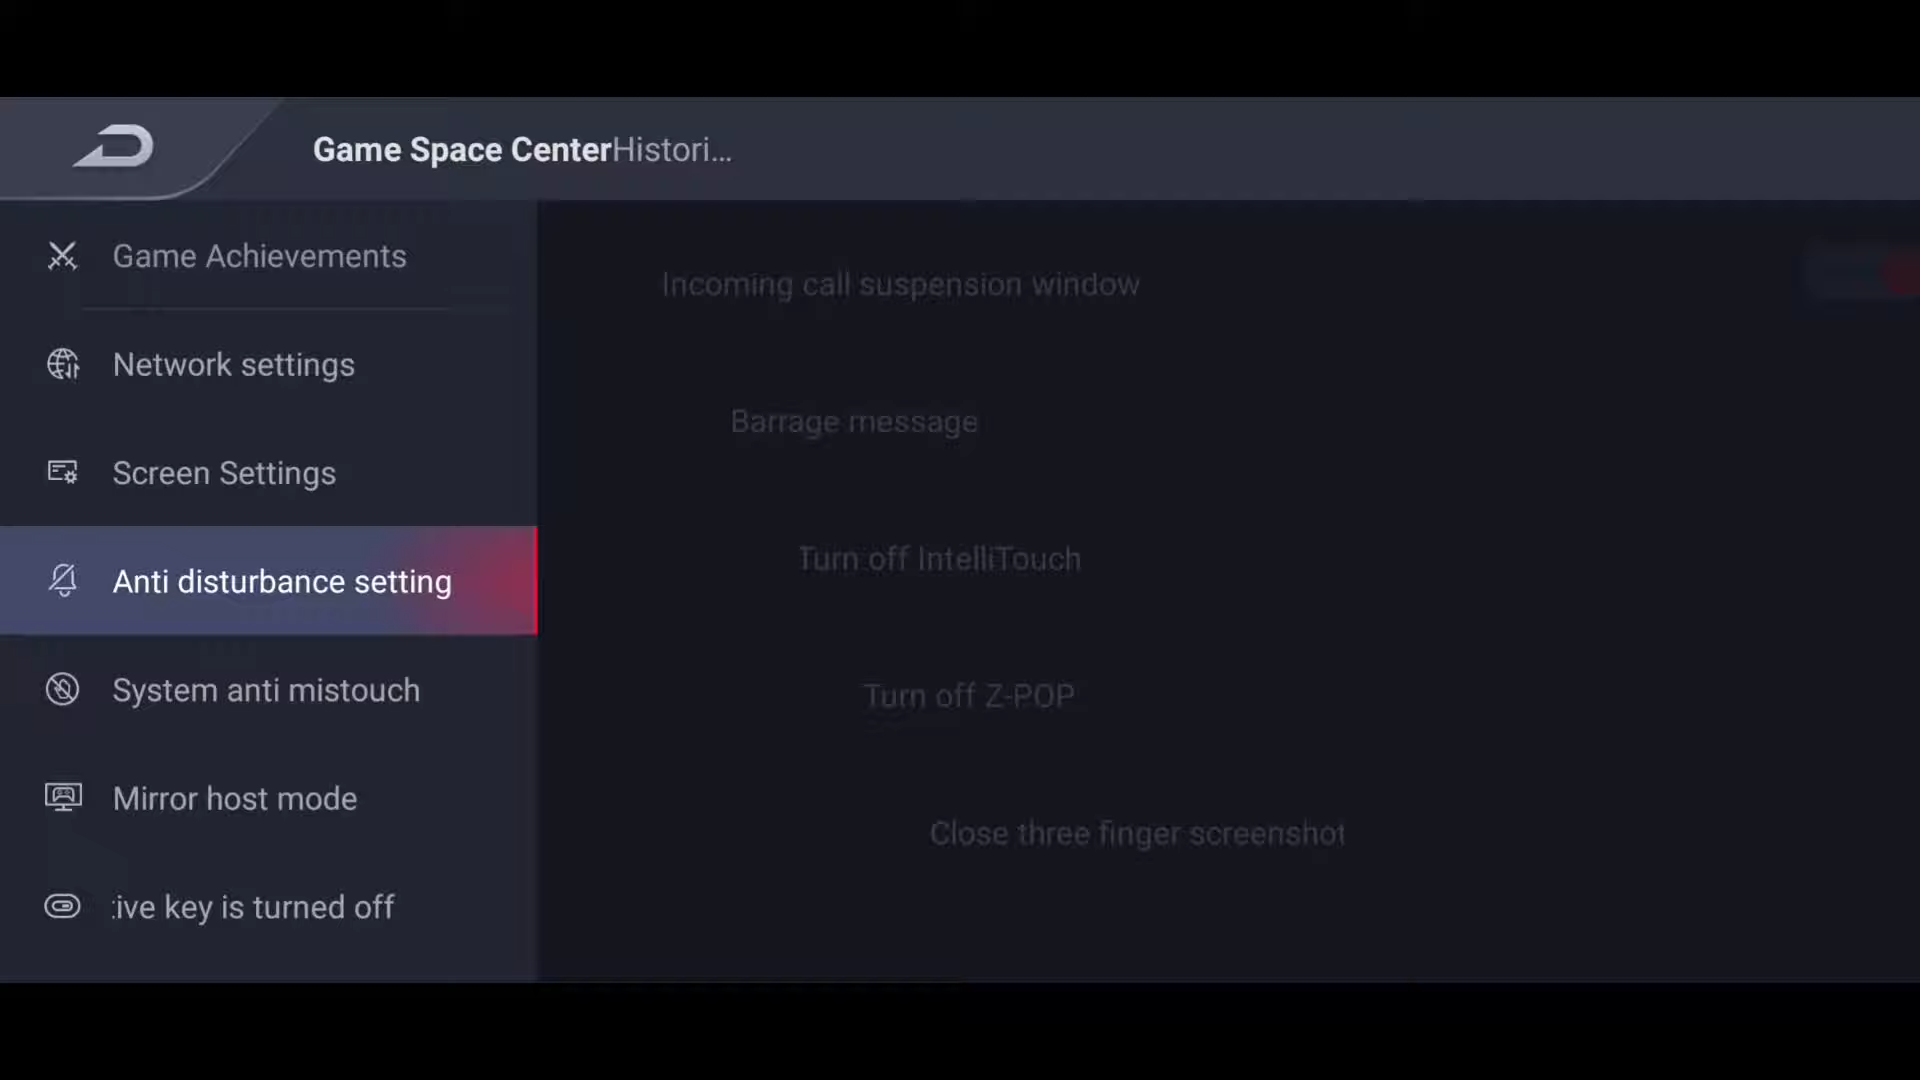 Game Space CenterHistori...
Game Achievements
Network settings
Screen Settings
Anti disturbance setting
System anti mistouch
Mirror host mode
:ive key is turned off
Incoming call suspension window
Barrage message
Turn off IntelliTouch
Turn off Z-POP
Close three finger screenshot